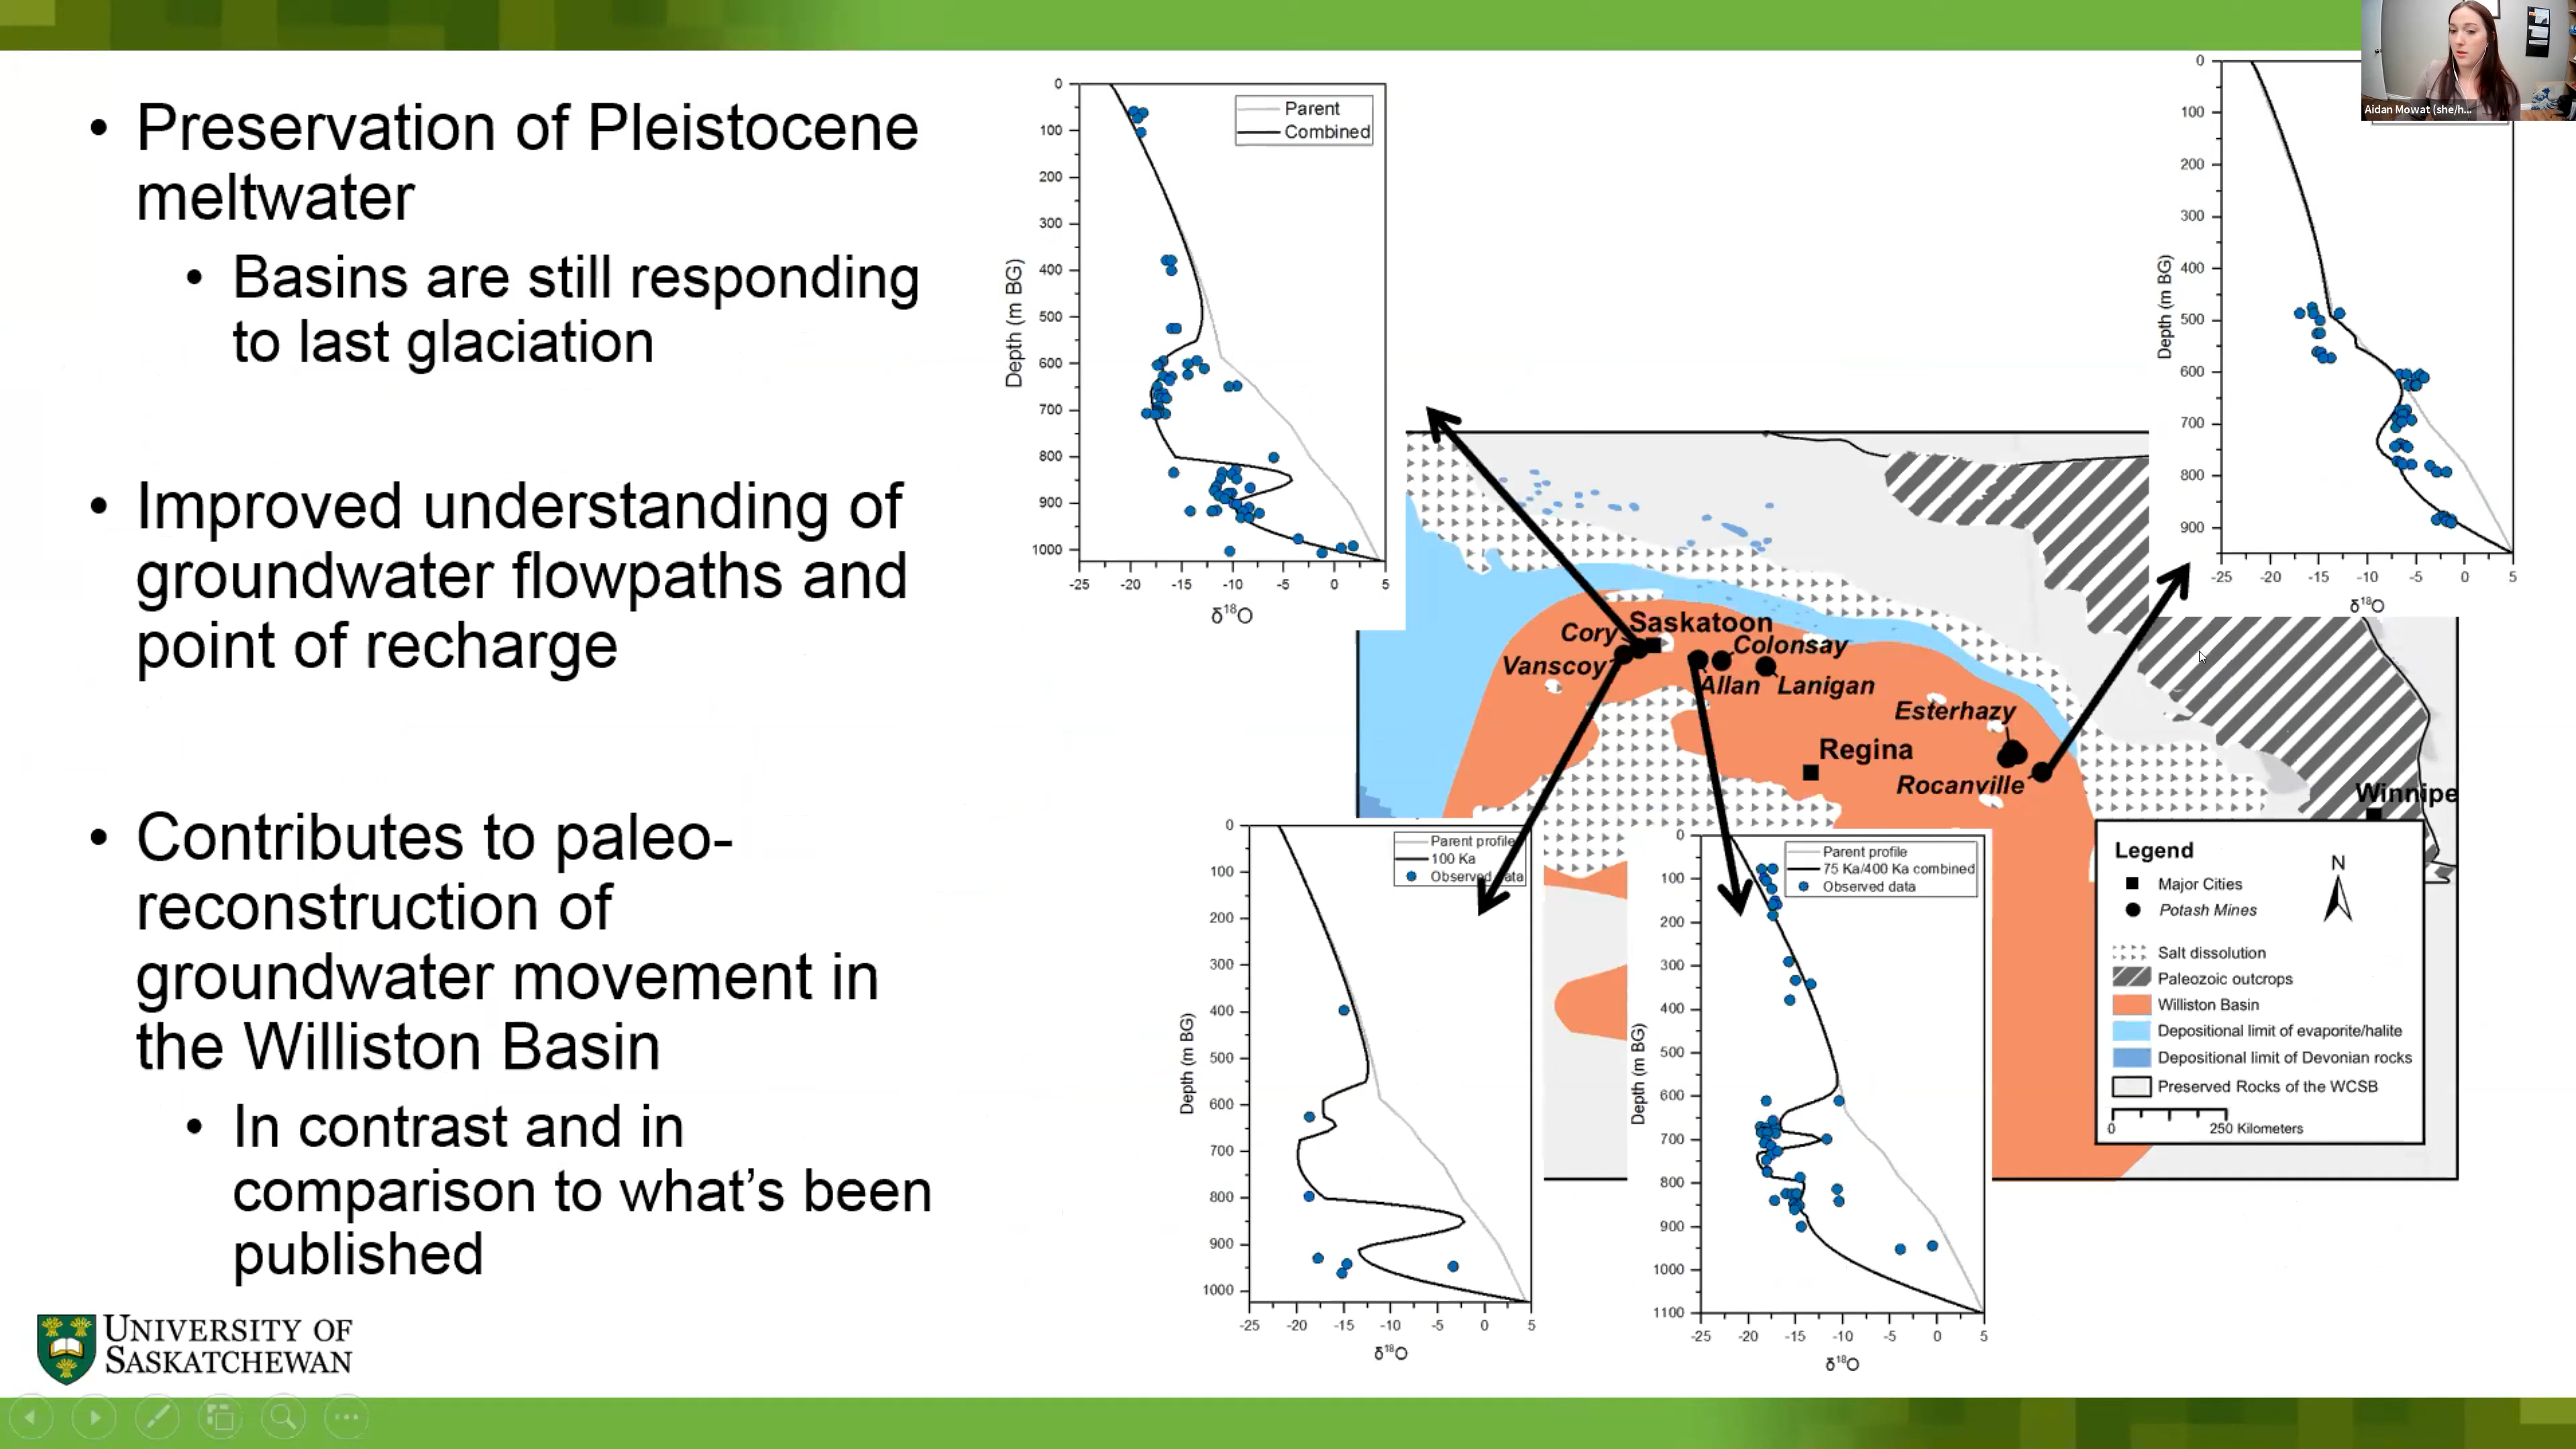 • Preservation of Pleistocene
meltwater
• Basins are still responding
to last glaciation
• Improved understanding of
groundwater flowpaths and
point of recharge
• Contributes to paleo-
reconstruction of
groundwater movement in
the Williston Basin
• In contrast and in
comparison to what’s been
published
UNIVERSITY OF
SASKATCHEWAN
Parent
Combined
0
100
200
300
400
500
600
700
800
900
1000
Depth (m BG)
-25 -20 -15 -10 -5 0 5
δ18O
Aidan Mowat (she/h...
0
100
200
300
400
500
600
700
800
900
Depth (m BG)
-25 -20 -15 -10 -5 0 5
δ18O
Saskatoon
Cory
Colonsay
Vanscoy
Allan
Lanigan
Esterhazy
Regina
Rocanville
Winnipe
Parent profile
100 Ka
Observed data
0
100
200
300
400
500
600
700
800
900
1000
Depth (m BG)
-25 -20 -15 -10 -5 0 5
δ18O
Parent profile
75 Ka/400 Ka combined
Observed data
0
100
200
300
400
500
600
700
800
900
1000
1100
Depth (m BG)
-25 -20 -15 -10 -5 0 5
δ18O
Legend
N
Major Cities
Potash Mines
Salt dissolution
Paleozoic outcrops
Williston Basin
Depositional limit of evaporite/halite
Depositional limit of Devonian rocks
Preserved Rocks of the WCSB
0 250 Kilometers